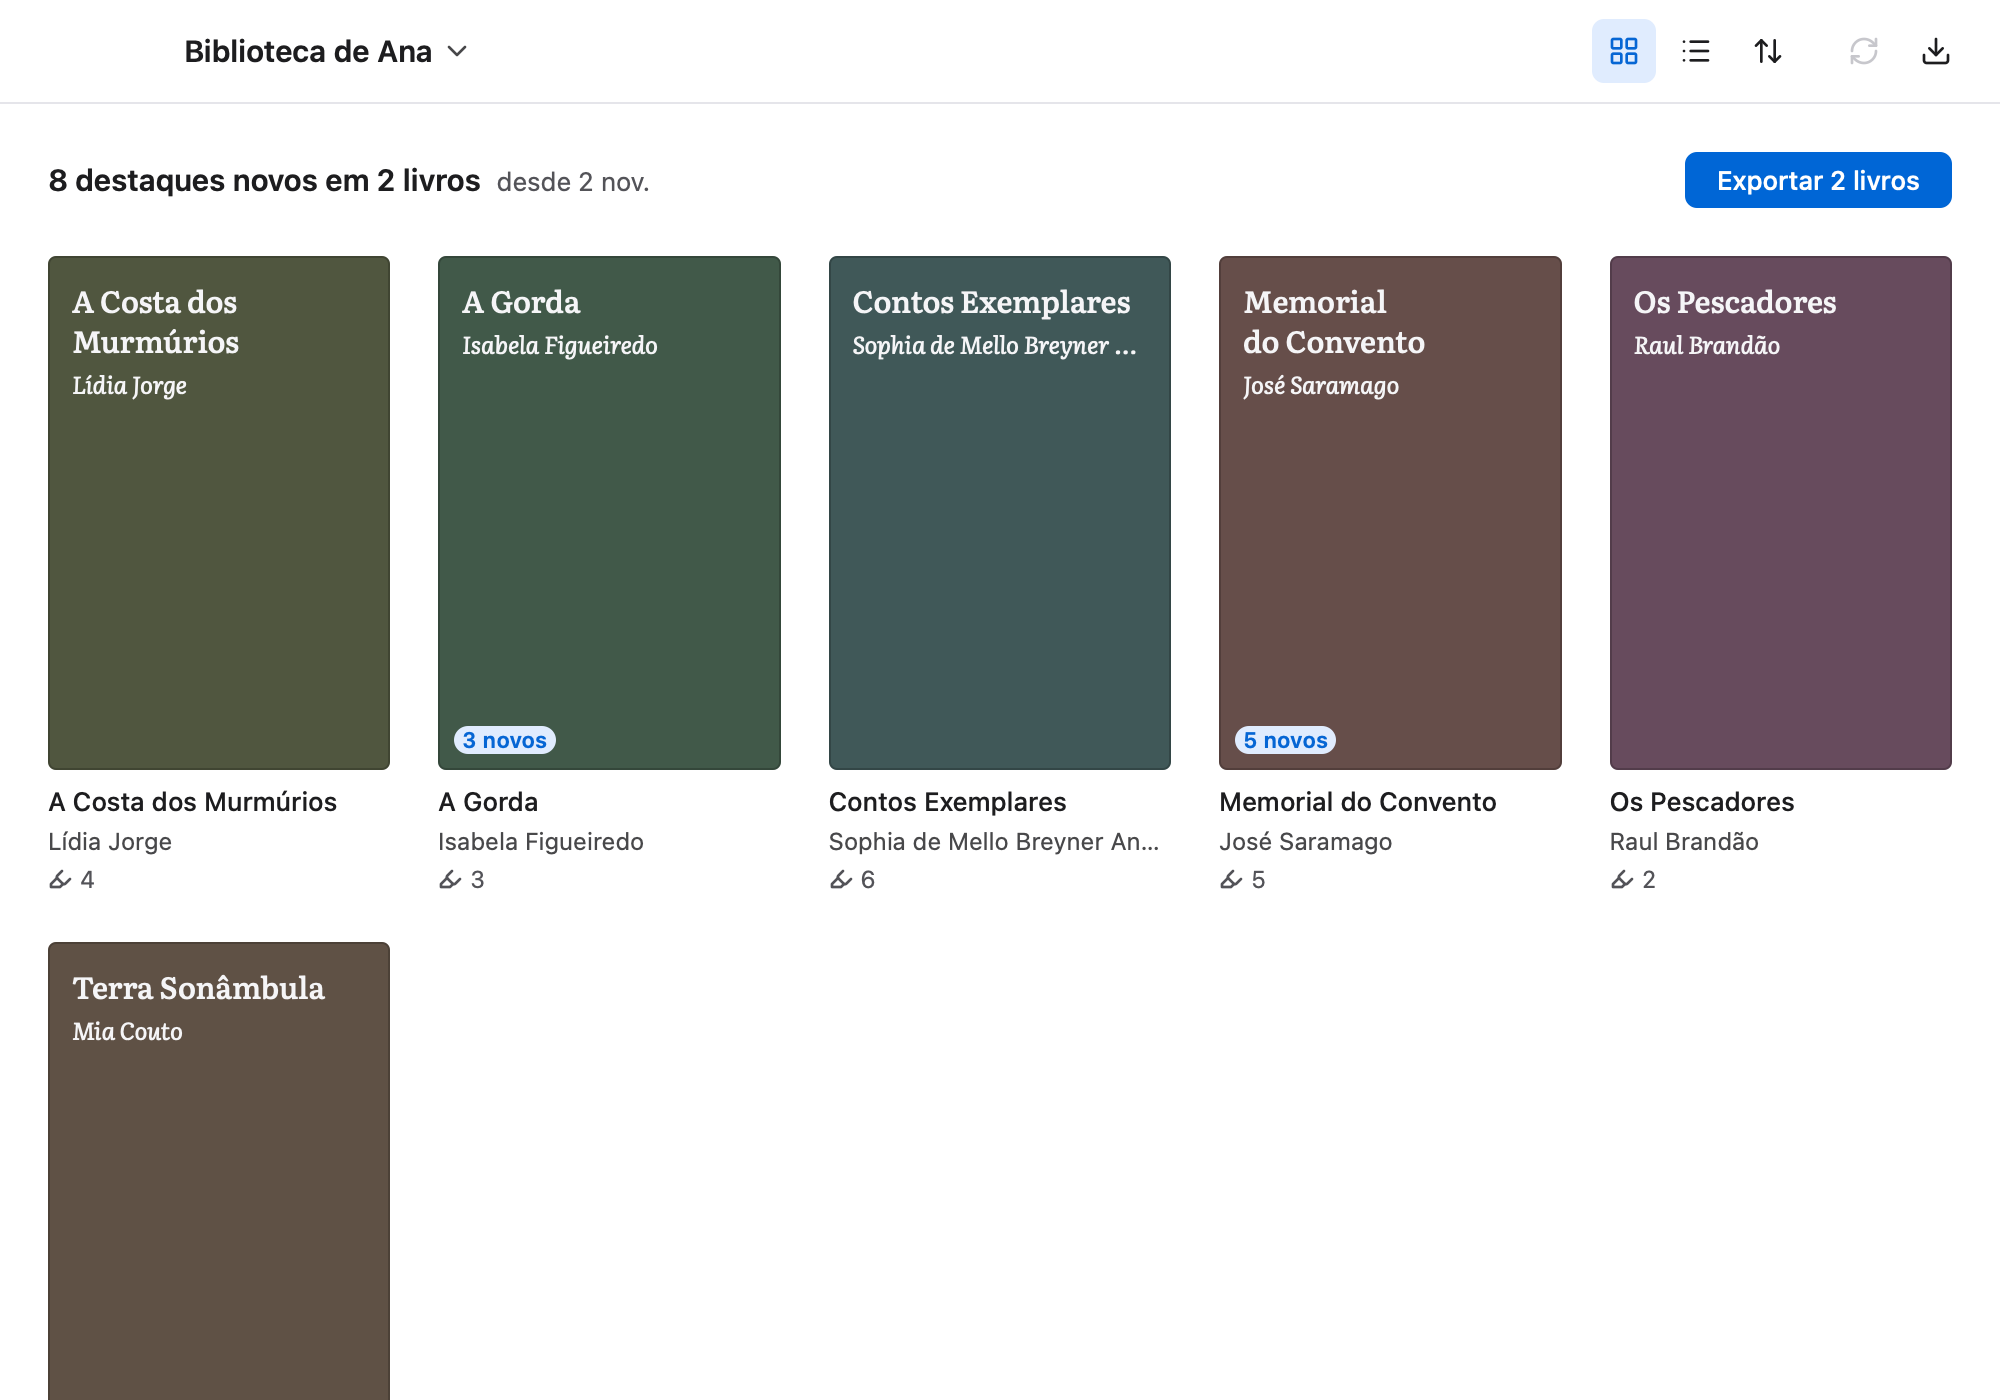 Biblioteca de Ana
8 destaques novos em 2 livros desde 2 nov.
Exportar 2 livros
A Costa dos
Murmúrios
Lídia Jorge
A Costa dos Murmúrios
Lídia Jorge
4
A Gorda
Isabela Figueiredo
3 novos
A Gorda
Isabela Figueiredo
3
Contos Exemplares
Sophia de Mello Breyner ...
Contos Exemplares
Sophia de Mello Breyner An...
6
Memorial
do Convento
José Saramago
5 novos
Memorial do Convento
José Saramago
5
Os Pescadores
Raul Brandão
Os Pescadores
Raul Brandão
2
Terra Sonâmbula
Mia Couto